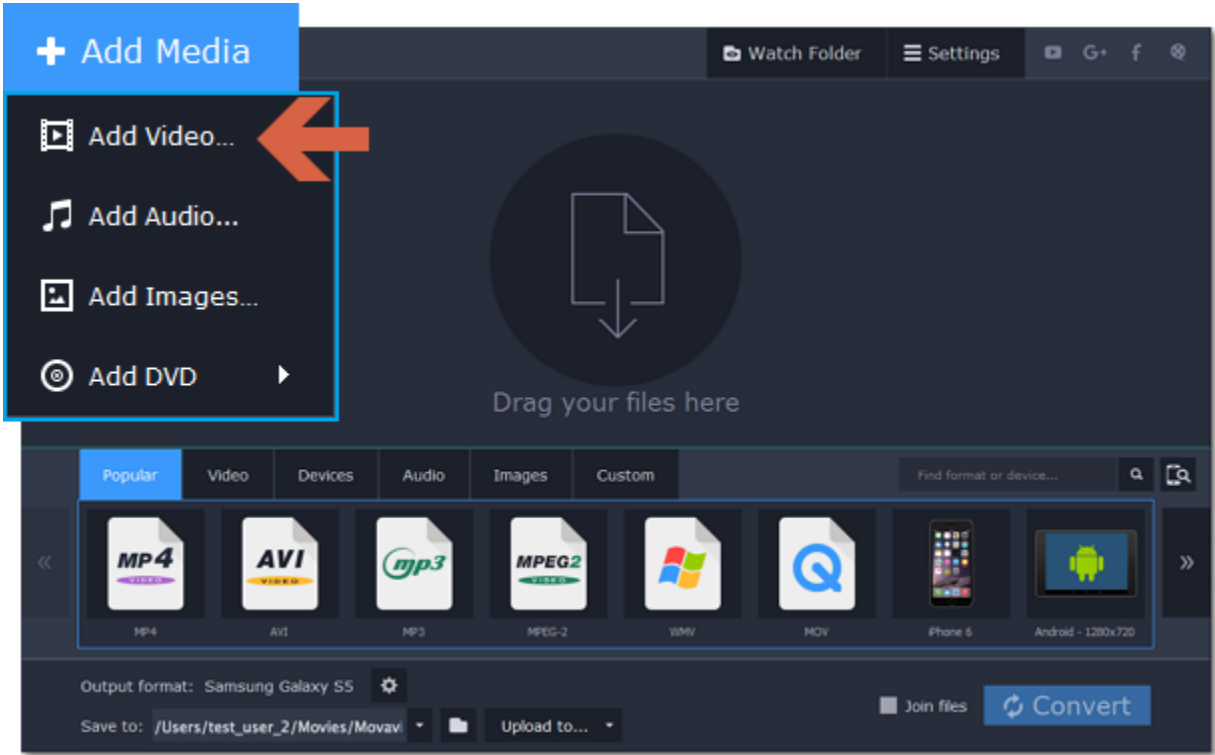 Add Media
Watch Folder
Settings
G+
f
Add Video...
Add Audio...
Add Images...
Add DVD
Drag your files here
Popular
Video
Devices
Audio
Images
Custom
Find format or device...
MP4
VIDEO
AVI
VIDEO
mp3
MPEG2
VIDEO
MP4
AVI
MP3
MPEG-2
WMV
MOV
iPhone 6
Android - 1280x720
Output format: Samsung Galaxy S5
Save to: /Users/test_user_2/Movies/Movavi
Upload to...
Join files
Convert